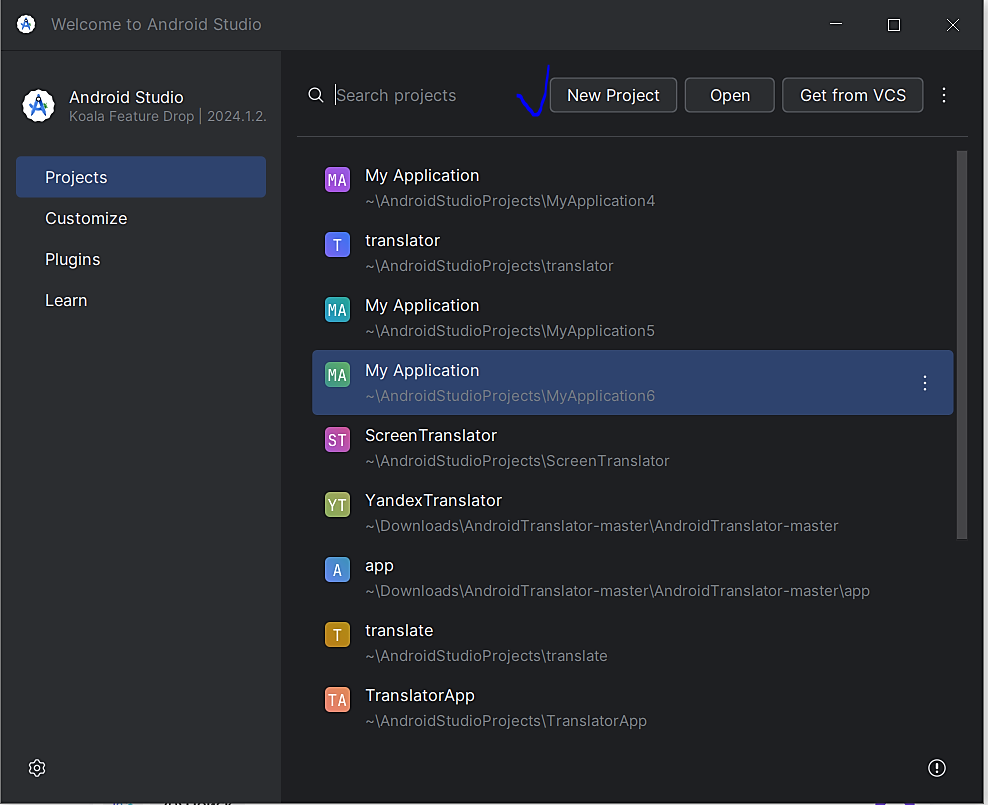 Welcome to Android Studio
Android Studio
Koala Feature Drop | 2024.1.2.
Projects
Customize
Plugins
Learn
Search projects
New Project
Open
Get from VCS
MA
My Application
~\AndroidStudioProjects\MyApplication4
T
translator
~\AndroidStudioProjects\translator
MA
My Application
~\AndroidStudioProjects\MyApplication5
MA
My Application
~\AndroidStudioProjects\MyApplication6
ST
ScreenTranslator
~\AndroidStudioProjects\ScreenTranslator
YT
YandexTranslator
~\Downloads\AndroidTranslator-master\AndroidTranslator-master
A
app
~\Downloads\AndroidTranslator-master\AndroidTranslator-master\app
T
translate
~\AndroidStudioProjects\translate
TA
TranslatorApp
~\AndroidStudioProjects\TranslatorApp